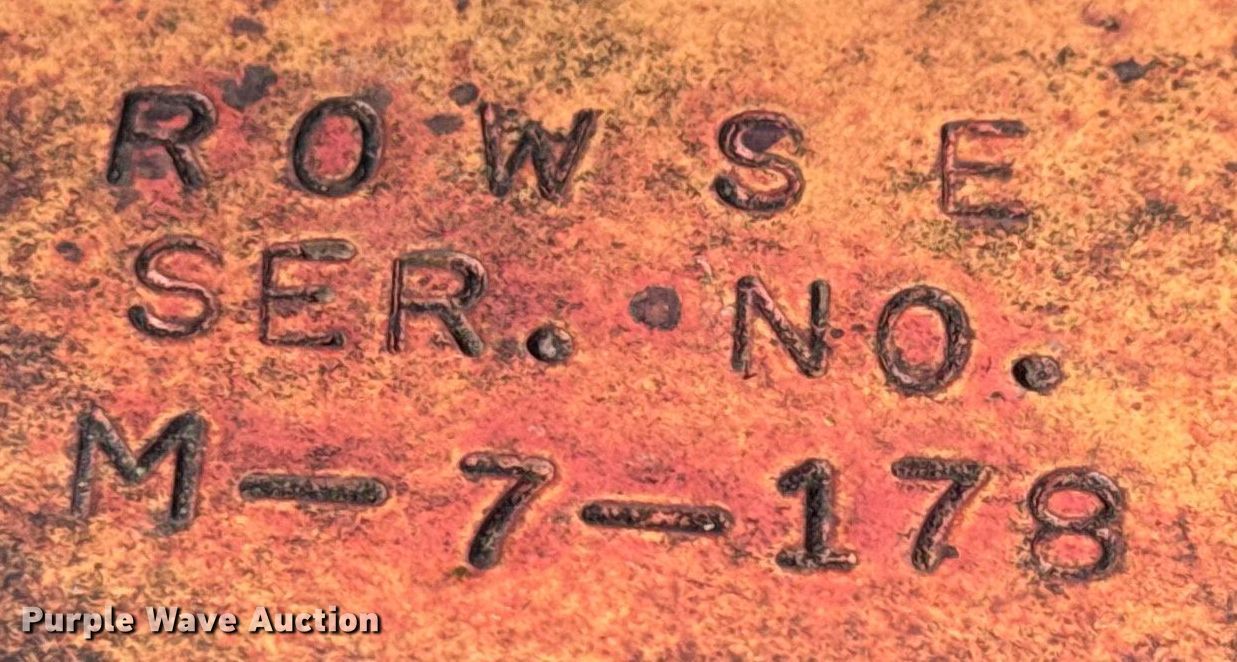 ROWSE
SER. NO.
M-7-178
Purple Wave Auction